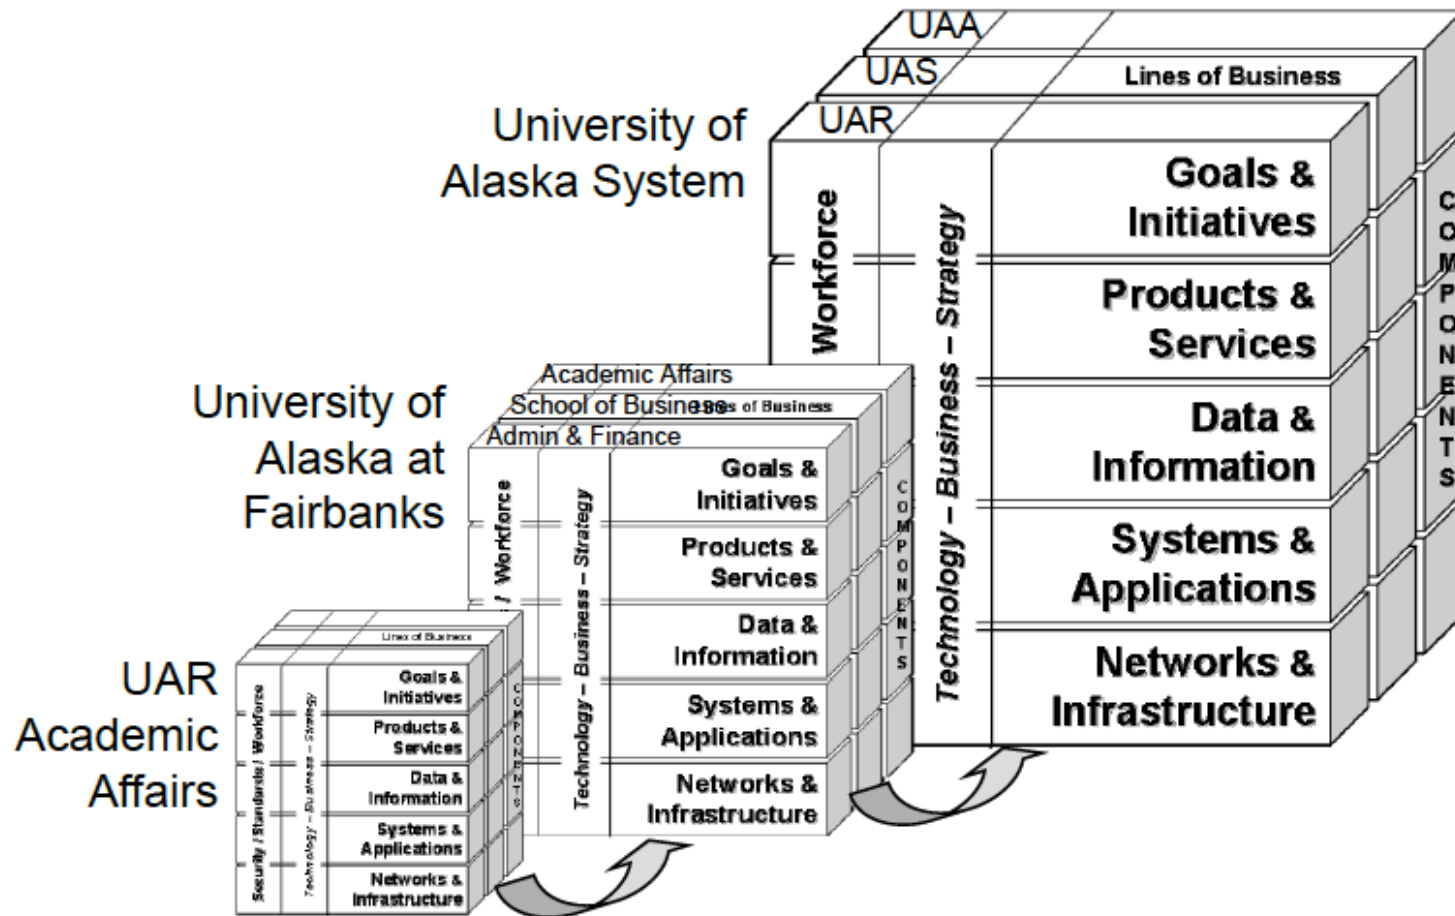 University of
Alaska System
UAA
UAS
Lines of Business
UAR
Workforce
Technology – Business – Strategy
Goals &
Initiatives
Products &
Services
Data &
Information
Systems &
Applications
Networks &
Infrastructure
COMPONENTS
University of
Alaska at
Fairbanks
Academic Affairs
School of Business
Lines of Business
Admin & Finance
/ Workforce
Technology – Business – Strategy
Goals &
Initiatives
Products &
Services
Data &
Information
Systems &
Applications
Networks &
Infrastructure
COMPONENTS
UAR
Academic
Affairs
Lines of Business
Security / Standards / Workforce
Technology – Business – Strategy
Goals &
Initiatives
Products &
Services
Data &
Information
Systems &
Applications
Networks &
Infrastructure
COMPONENTS